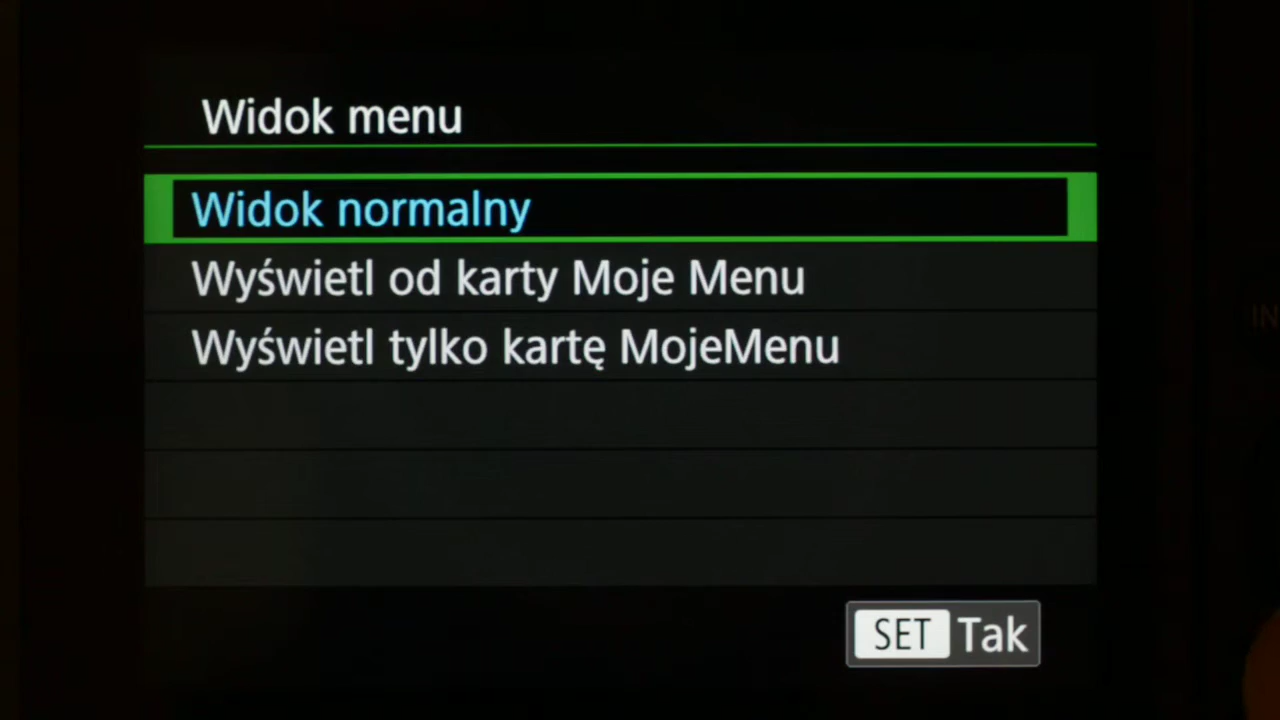 Widok menu
Widok normalny
Wyświetl od karty Moje Menu
Wyświetl tylko kartę MojeMenu
SET Tak